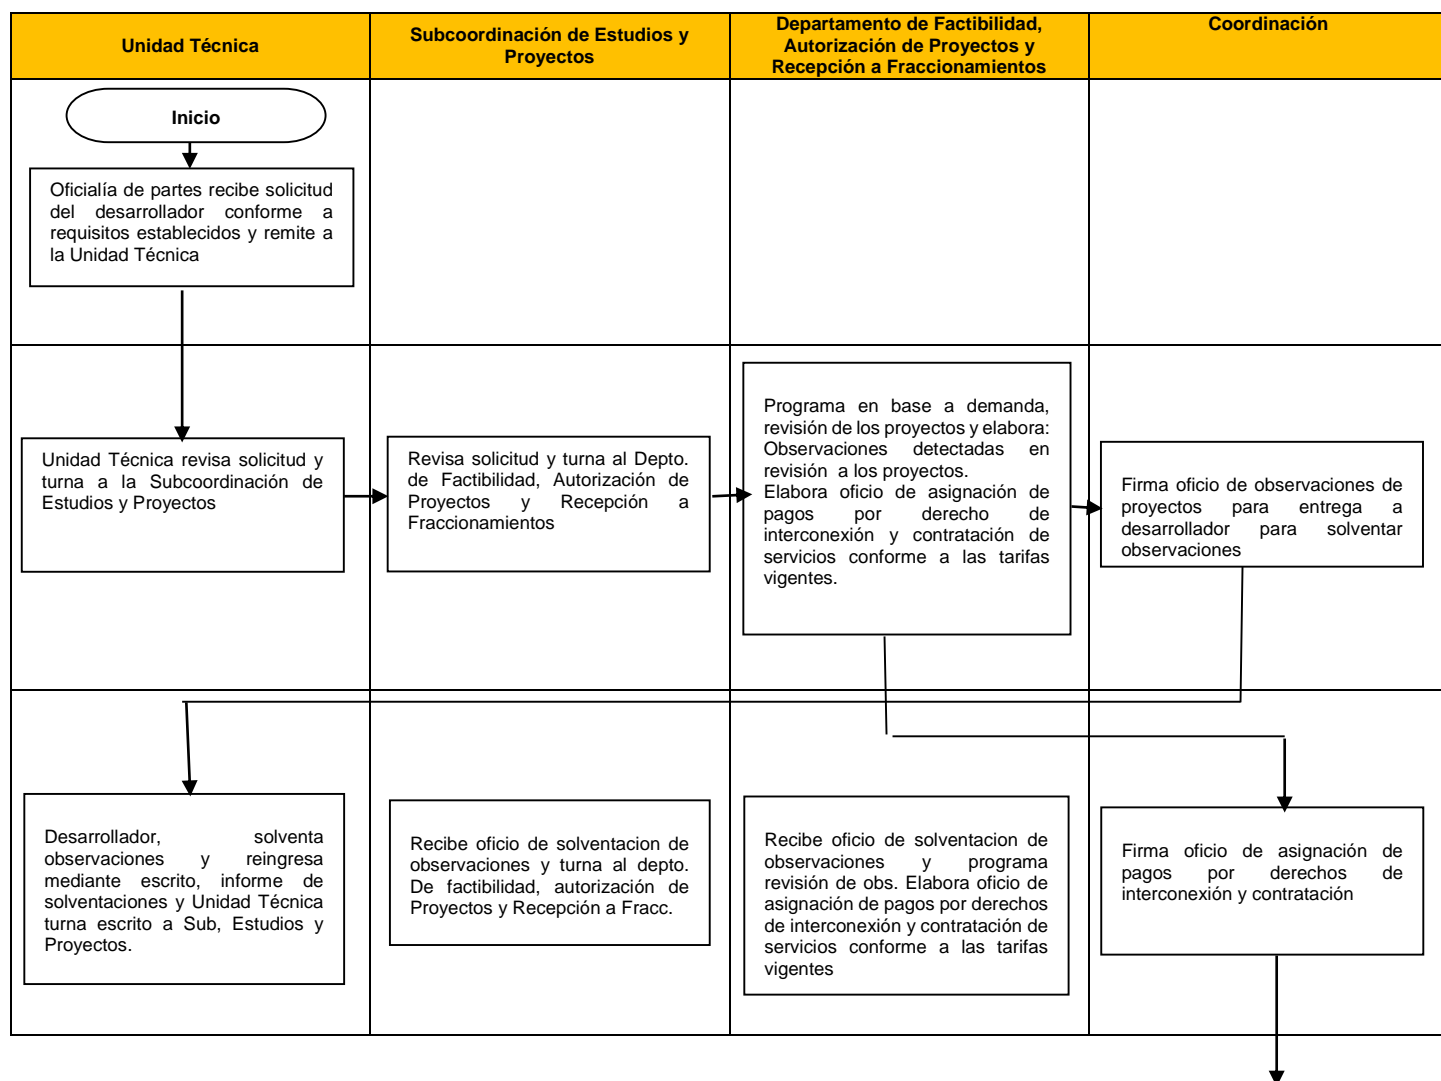 Unidad Técnica
Subcoordinación de Estudios y
Proyectos
Departamento de Factibilidad,
Autorización de Proyectos y
Recepción a Fraccionamientos
Coordinación
Inicio
Oficialía de partes recibe solicitud
del desarrollador conforme a
requisitos establecidos y remite a
la Unidad Técnica
Unidad Técnica revisa solicitud y
turna a la Subcoordinación de
Estudios y Proyectos
Revisa solicitud y turna al Depto.
de Factibilidad, Autorización de
Proyectos y Recepción a
Fraccionamientos
Programa en base a demanda,
revisión de los proyectos y elabora:
Observaciones detectadas en
revisión a los proyectos.
Elabora oficio de asignación de
pagos por derecho de
interconexión y contratación de
servicios conforme a las tarifas
vigentes.
Firma oficio de observaciones de
proyectos para entrega a
desarrollador para solventar
observaciones
Desarrollador, solventa
observaciones y reingresa
mediante escrito, informe de
solventaciones y Unidad Técnica
turna escrito a Sub, Estudios y
Proyectos.
Recibe oficio de solventacion de
observaciones y turna al depto.
De factibilidad, autorización de
Proyectos y Recepción a Fracc.
Recibe oficio de solventacion de
observaciones y programa
revisión de obs. Elabora oficio de
asignación de pagos por derechos
de interconexión y contratación de
servicios conforme a las tarifas
vigentes
Firma oficio de asignación de
pagos por derechos de
interconexión y contratación